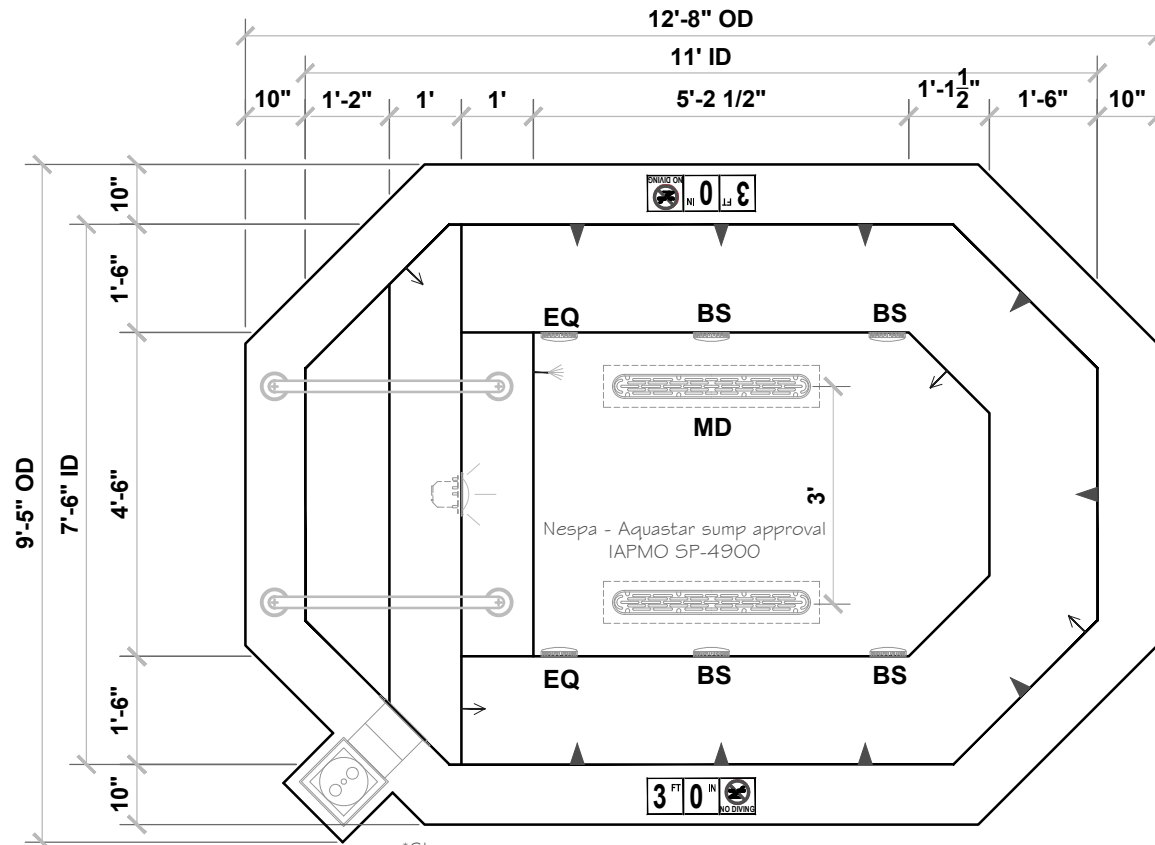 12'-8" OD
11' ID
10" 1'-2" 1' 1' 5'-2 1/2" 1'-1 1/2" 1'-6" 10"
9'-5" OD
7'-6" ID
10"
1'-6"
4'-6"
1'-6"
10"
NO DIVING 0 IN 3 FT
EQ BS BS
MD
3'
Nespa - Aquastar sump approval
IAPMO SP-4900
EQ BS BS
3 FT 0 IN NO DIVING